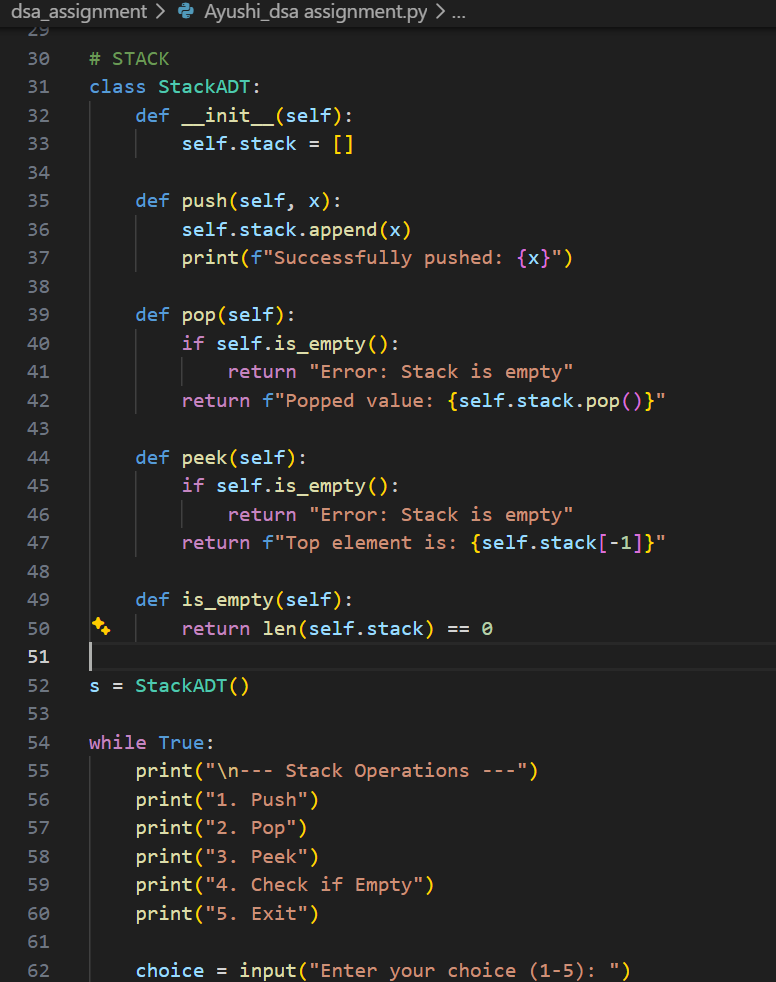 dsa_assignment > Ayushi_dsa assignment.py > ...
29
30 # STACK
31 class StackADT:
32     def __init__(self):
33         self.stack = []
34
35     def push(self, x):
36         self.stack.append(x)
37         print(f"Successfully pushed: {x}")
38
39     def pop(self):
40         if self.is_empty():
41             return "Error: Stack is empty"
42         return f"Popped value: {self.stack.pop()}"
43
44     def peek(self):
45         if self.is_empty():
46             return "Error: Stack is empty"
47         return f"Top element is: {self.stack[-1]}"
48
49     def is_empty(self):
50         return len(self.stack) == 0
51
52 s = StackADT()
53
54 while True:
55     print("\n--- Stack Operations ---")
56     print("1. Push")
57     print("2. Pop")
58     print("3. Peek")
59     print("4. Check if Empty")
60     print("5. Exit")
61
62     choice = input("Enter your choice (1-5): ")